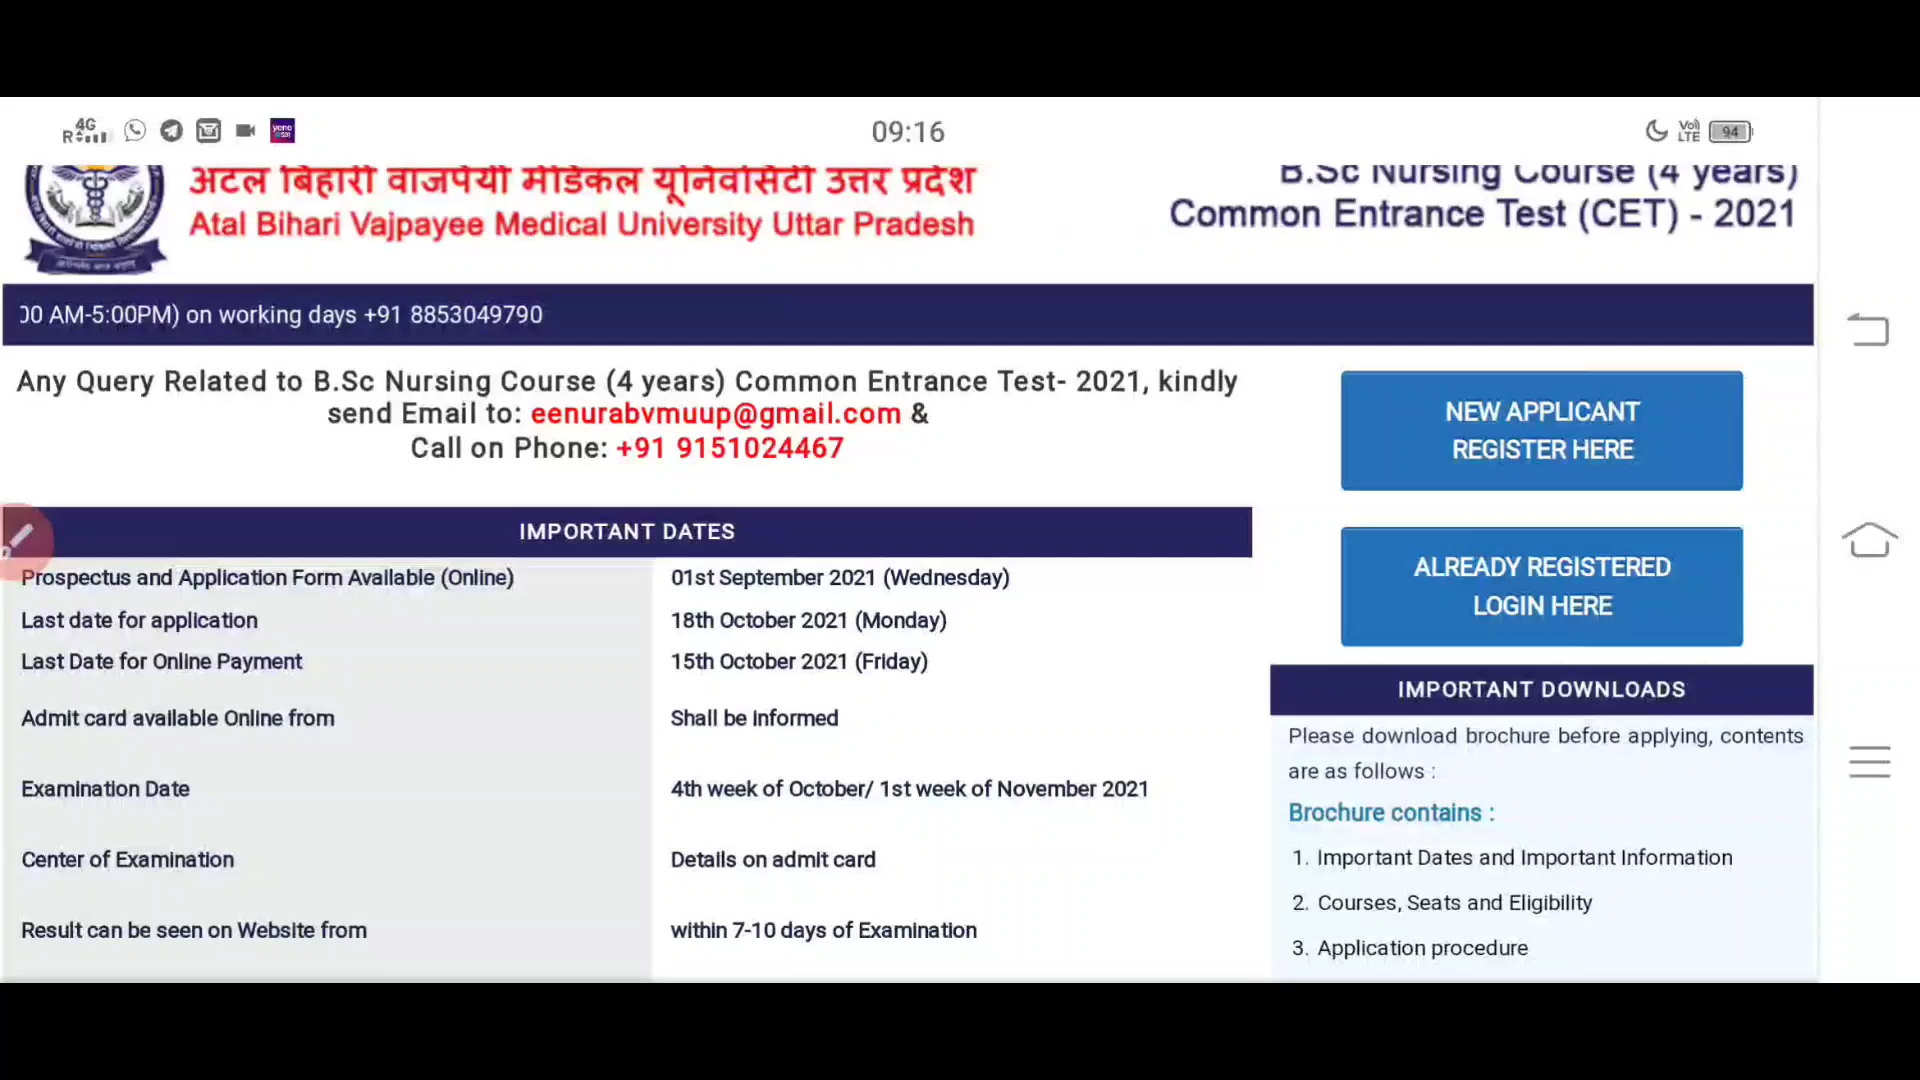 4G
R
09:16
Vo)
LTE
94
yono
SBI
अटल बिहारी वाजपेयी मेडिकल यूनिवर्सिटी उत्तर प्रदेश
Atal Bihari Vajpayee Medical University Uttar Pradesh
B.Sc Nursing Course (4 years)
Common Entrance Test (CET) - 2021
00 AM-5:00PM) on working days +91 8853049790
Any Query Related to B.Sc Nursing Course (4 years) Common Entrance Test- 2021, kindly
send Email to: eenurabvmuup@gmail.com &
Call on Phone: +91 9151024467
NEW APPLICANT
REGISTER HERE
ALREADY REGISTERED
LOGIN HERE
IMPORTANT DATES
Prospectus and Application Form Available (Online) 01st September 2021 (Wednesday)
Last date for application 18th October 2021 (Monday)
Last Date for Online Payment 15th October 2021 (Friday)
Admit card available Online from Shall be informed
Examination Date 4th week of October/ 1st week of November 2021
Center of Examination Details on admit card
Result can be seen on Website from within 7-10 days of Examination
IMPORTANT DOWNLOADS
Please download brochure before applying, contents
are as follows :
Brochure contains :
1. Important Dates and Important Information
2. Courses, Seats and Eligibility
3. Application procedure